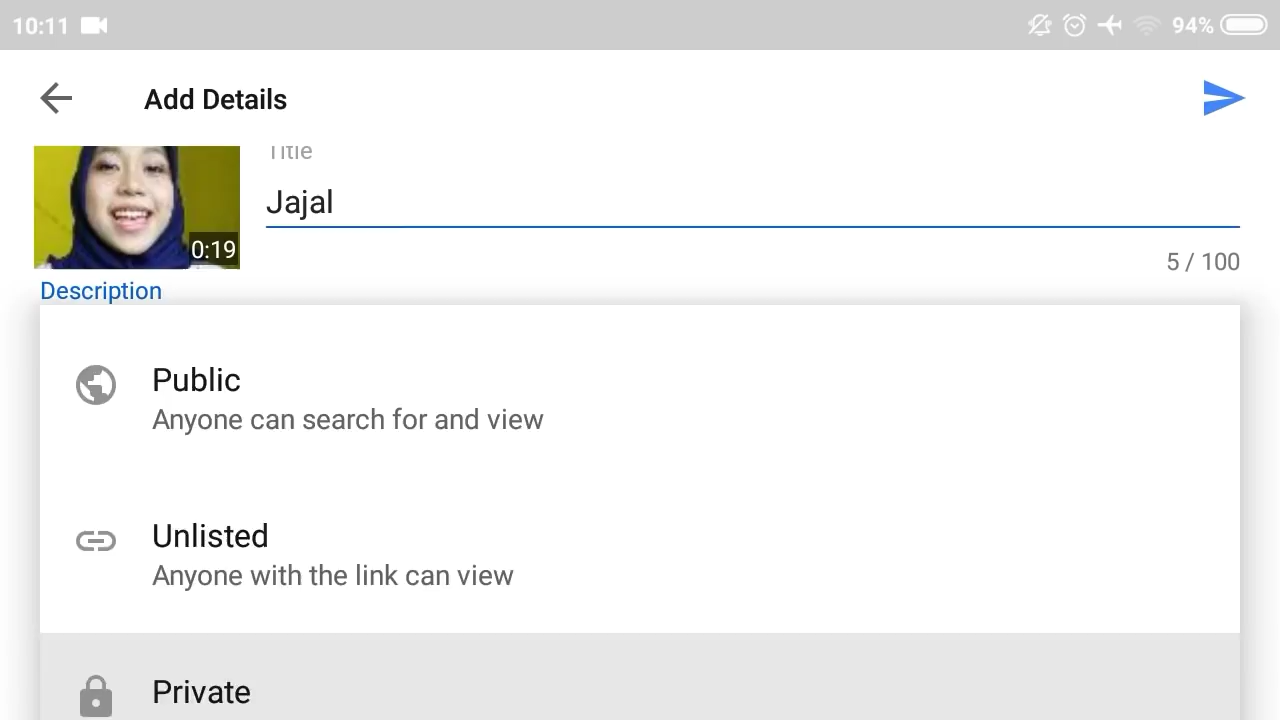 10:11 94%
Add Details
Title
Jajal
0:19
5 / 100
Description
Public
Anyone can search for and view
Unlisted
Anyone with the link can view
Private